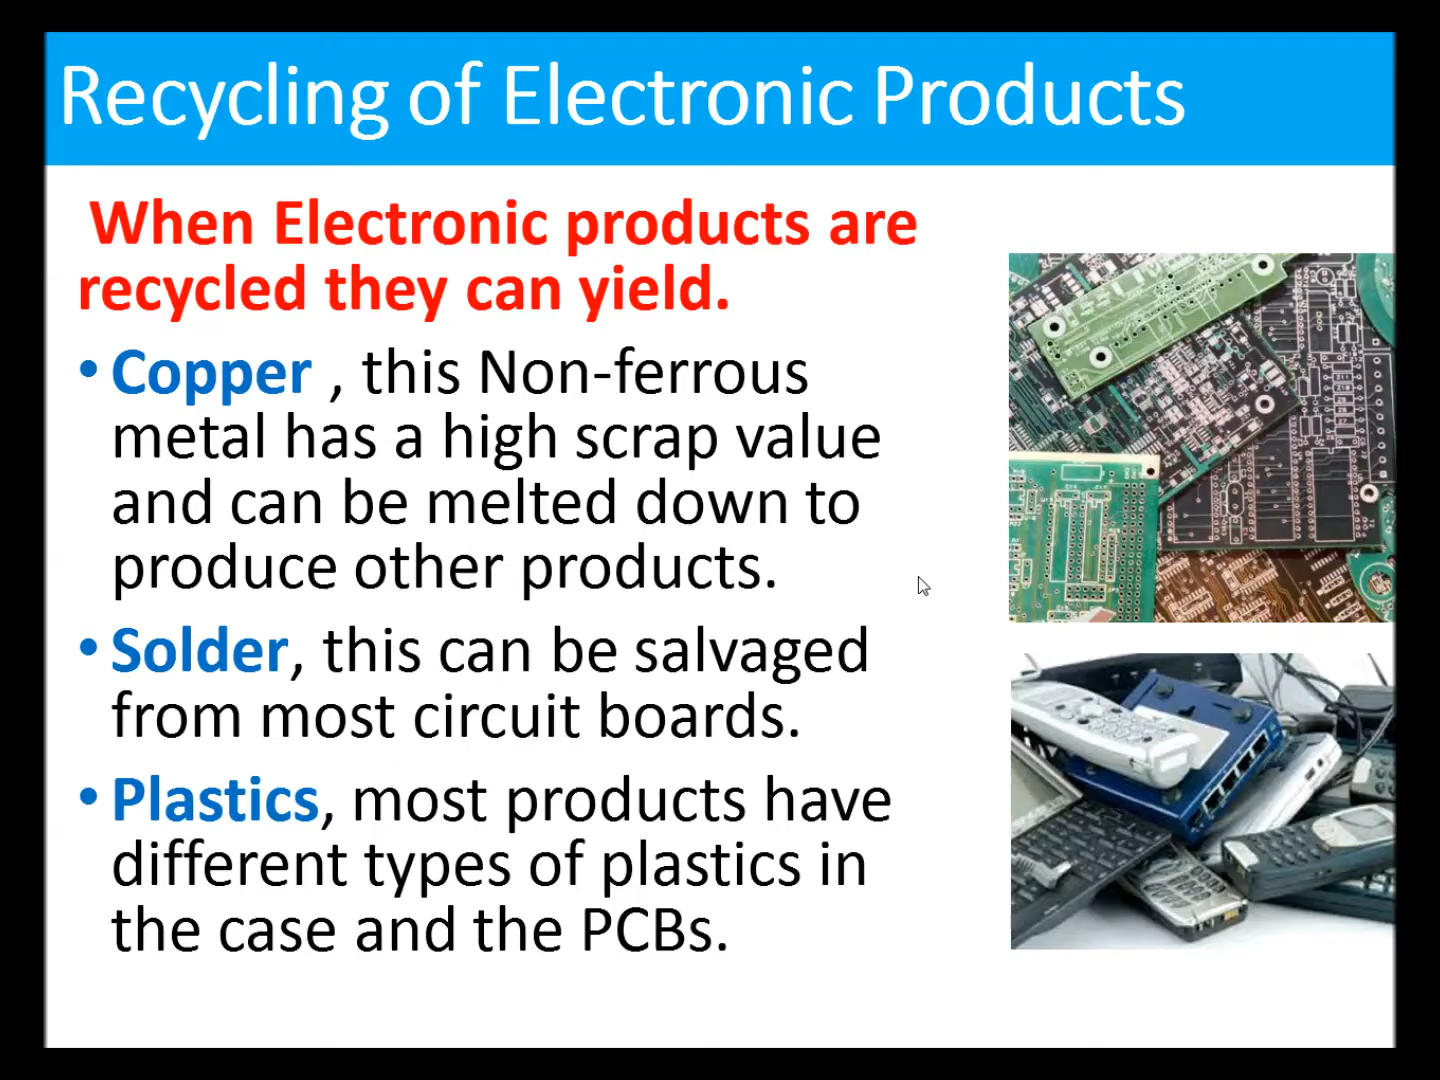 Recycling of Electronic Products
When Electronic products are
recycled they can yield.
• Copper , this Non-ferrous
metal has a high scrap value
and can be melted down to
produce other products.
• Solder, this can be salvaged
from most circuit boards.
• Plastics, most products have
different types of plastics in
the case and the PCBs.